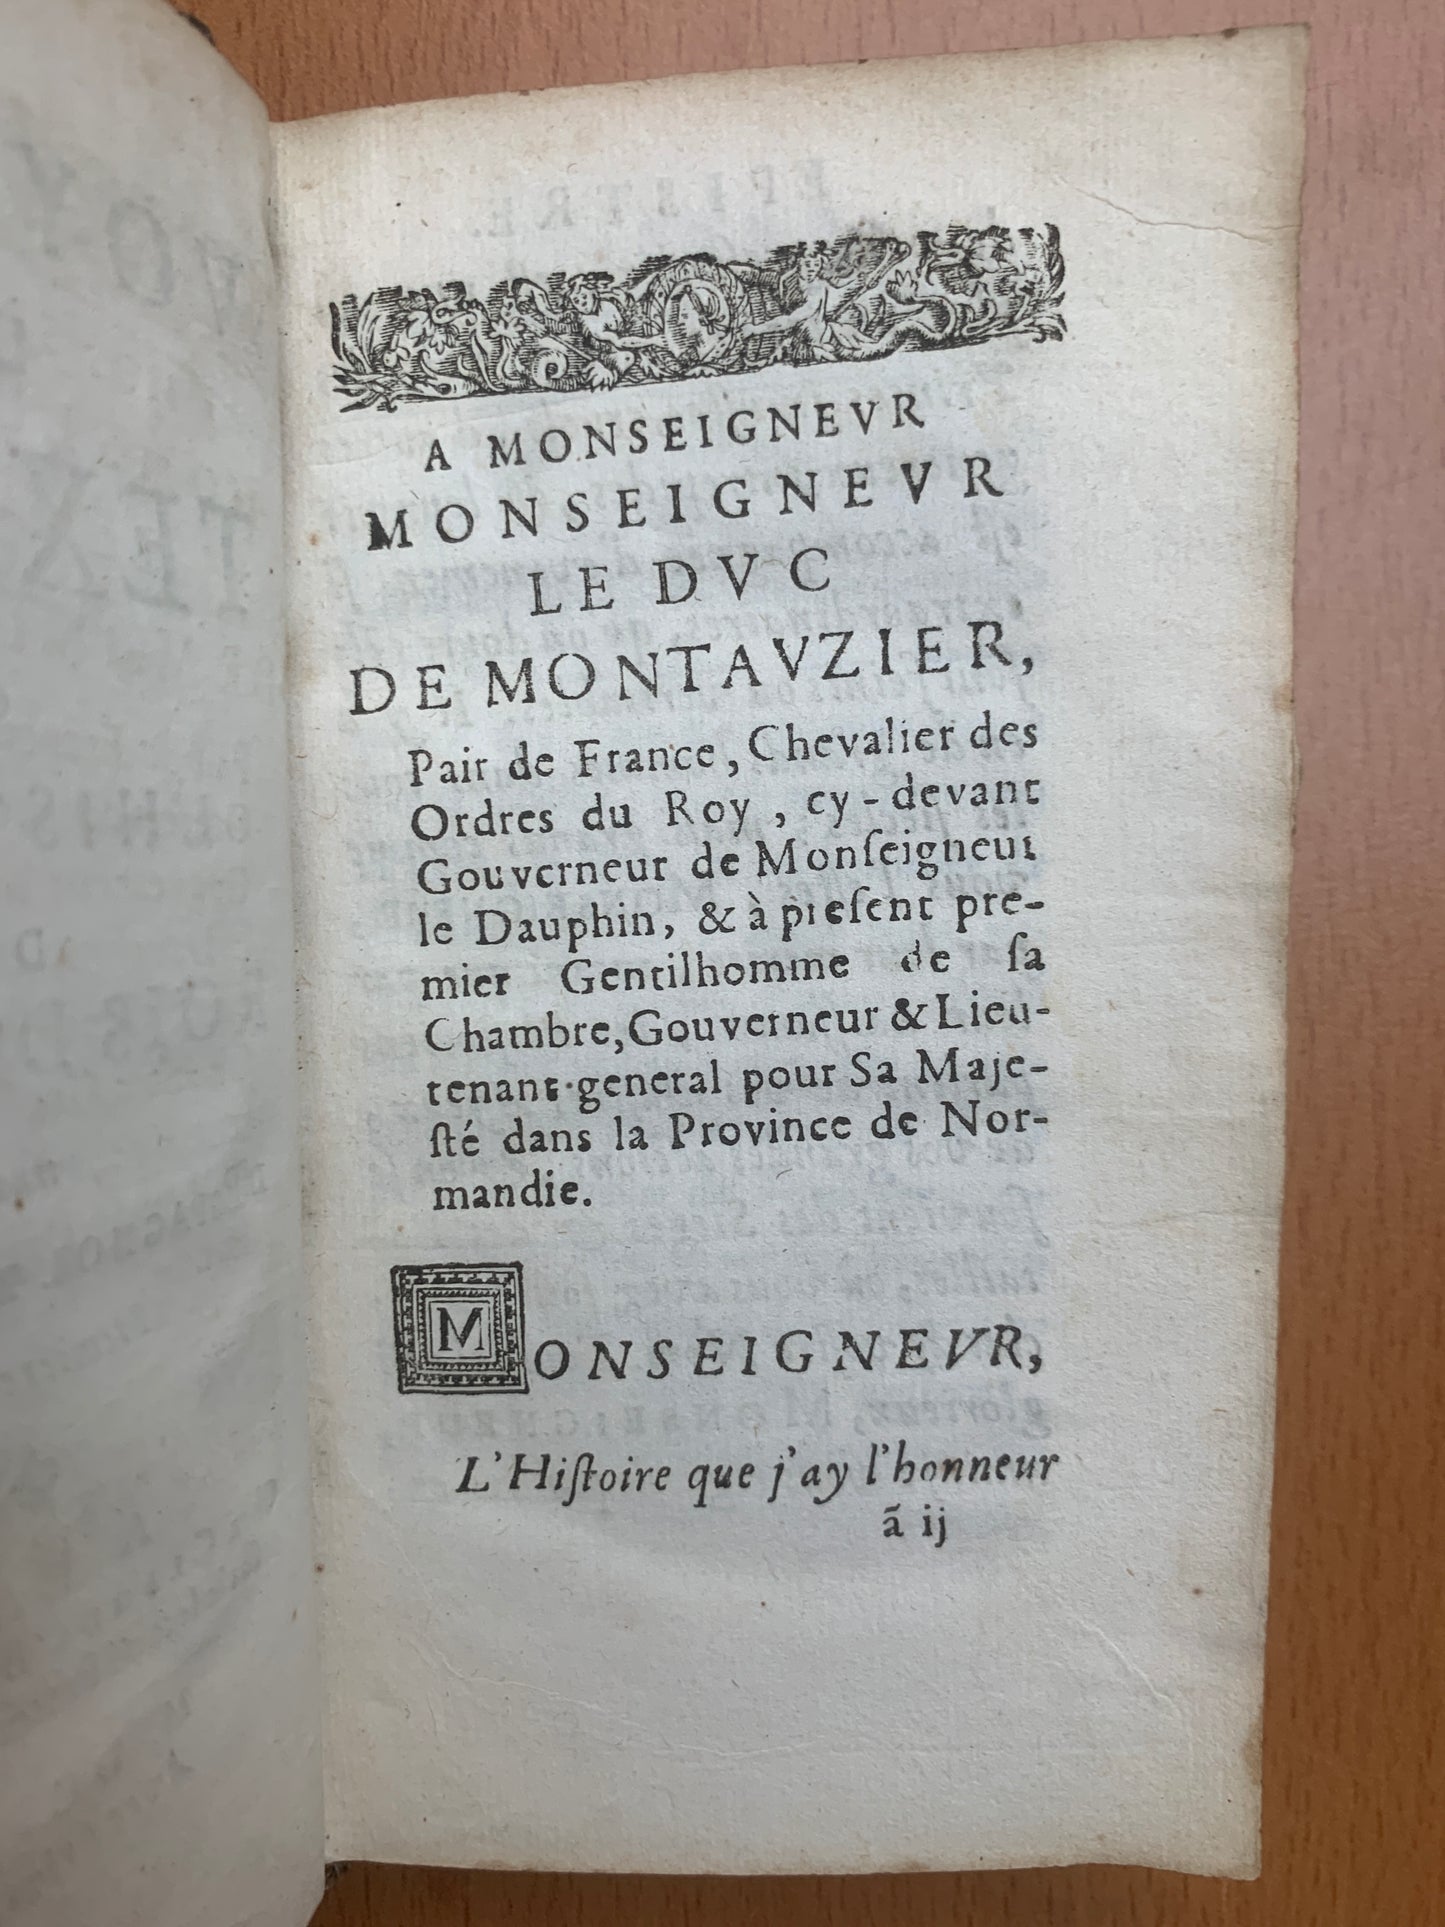 A MONSEIGNEVR
MONSEIGNEVR
LE DVC
DE MONTAVZIER,
Pair de France, Chevalier des
Ordres du Roy, cy-devant
Gouverneur de Monſeigneur
le Dauphin, & à preſent pre-
mier Gentilhomme de ſa
Chambre, Gouverneur & Lieu-
tenant general pour Sa Maje-
ſté dans la Province de Nor-
mandie.
MONSEIGNEVR,
L'Hiſtoire que j'ay l'honneur
ã ij